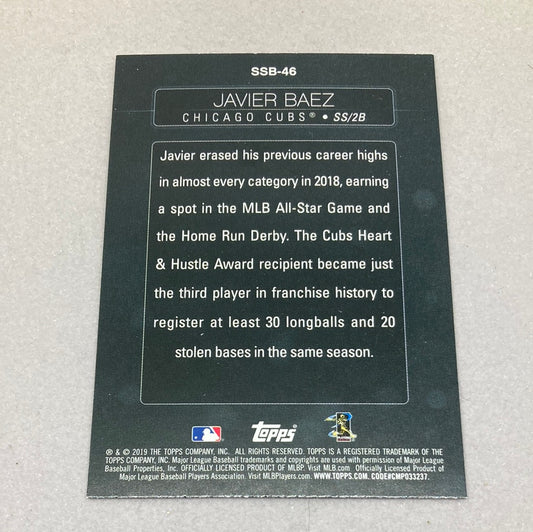 SSB-46
JAVIER BAEZ
CHICAGO CUBS® • SS/2B
Javier erased his previous career highs
in almost every category in 2018, earning
a spot in the MLB All-Star Game and
the Home Run Derby. The Cubs Heart
& Hustle Award recipient became just
the third player in franchise history to
register at least 30 longballs and 20
stolen bases in the same season.
Topps
® & © 2019 THE TOPPS COMPANY, INC. ALL RIGHTS RESERVED. TOPPS IS A REGISTERED TRADEMARK OF THE
TOPPS COMPANY, INC. Major League Baseball trademarks and copyrights are used with permission of Major League
Baseball Properties, Inc. OFFICIALLY LICENSED PRODUCT OF MLBP. Visit MLB.com Officially Licensed Product of
Major League Baseball Players Association. Visit MLBPlayers.com. WWW.TOPPS.COM. CODE#CMP033237.